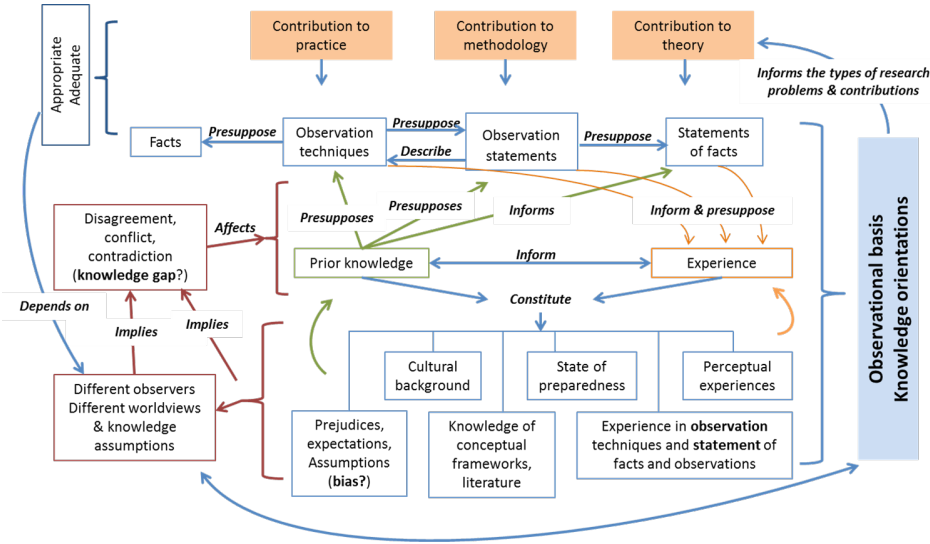 Appropriate
Adequate
Contribution to
practice
Contribution to
methodology
Contribution to
theory
Informs the types of research
problems & contributions
Facts
Presuppose
Observation
techniques
Presuppose
Describe
Observation
statements
Presuppose
Statements
of facts
Disagreement,
conflict,
contradiction
(knowledge gap?)
Affects
Presupposes
Presupposes
Informs
Inform & presuppose
Prior knowledge
Inform
Experience
Constitute
Depends on
Implies
Implies
Different observers
Different worldviews
& knowledge
assumptions
Cultural
background
State of
preparedness
Perceptual
experiences
Prejudices,
expectations,
Assumptions
(bias?)
Knowledge of
conceptual
frameworks,
literature
Experience in observation
techniques and statement of
facts and observations
Observational basis
Knowledge orientations